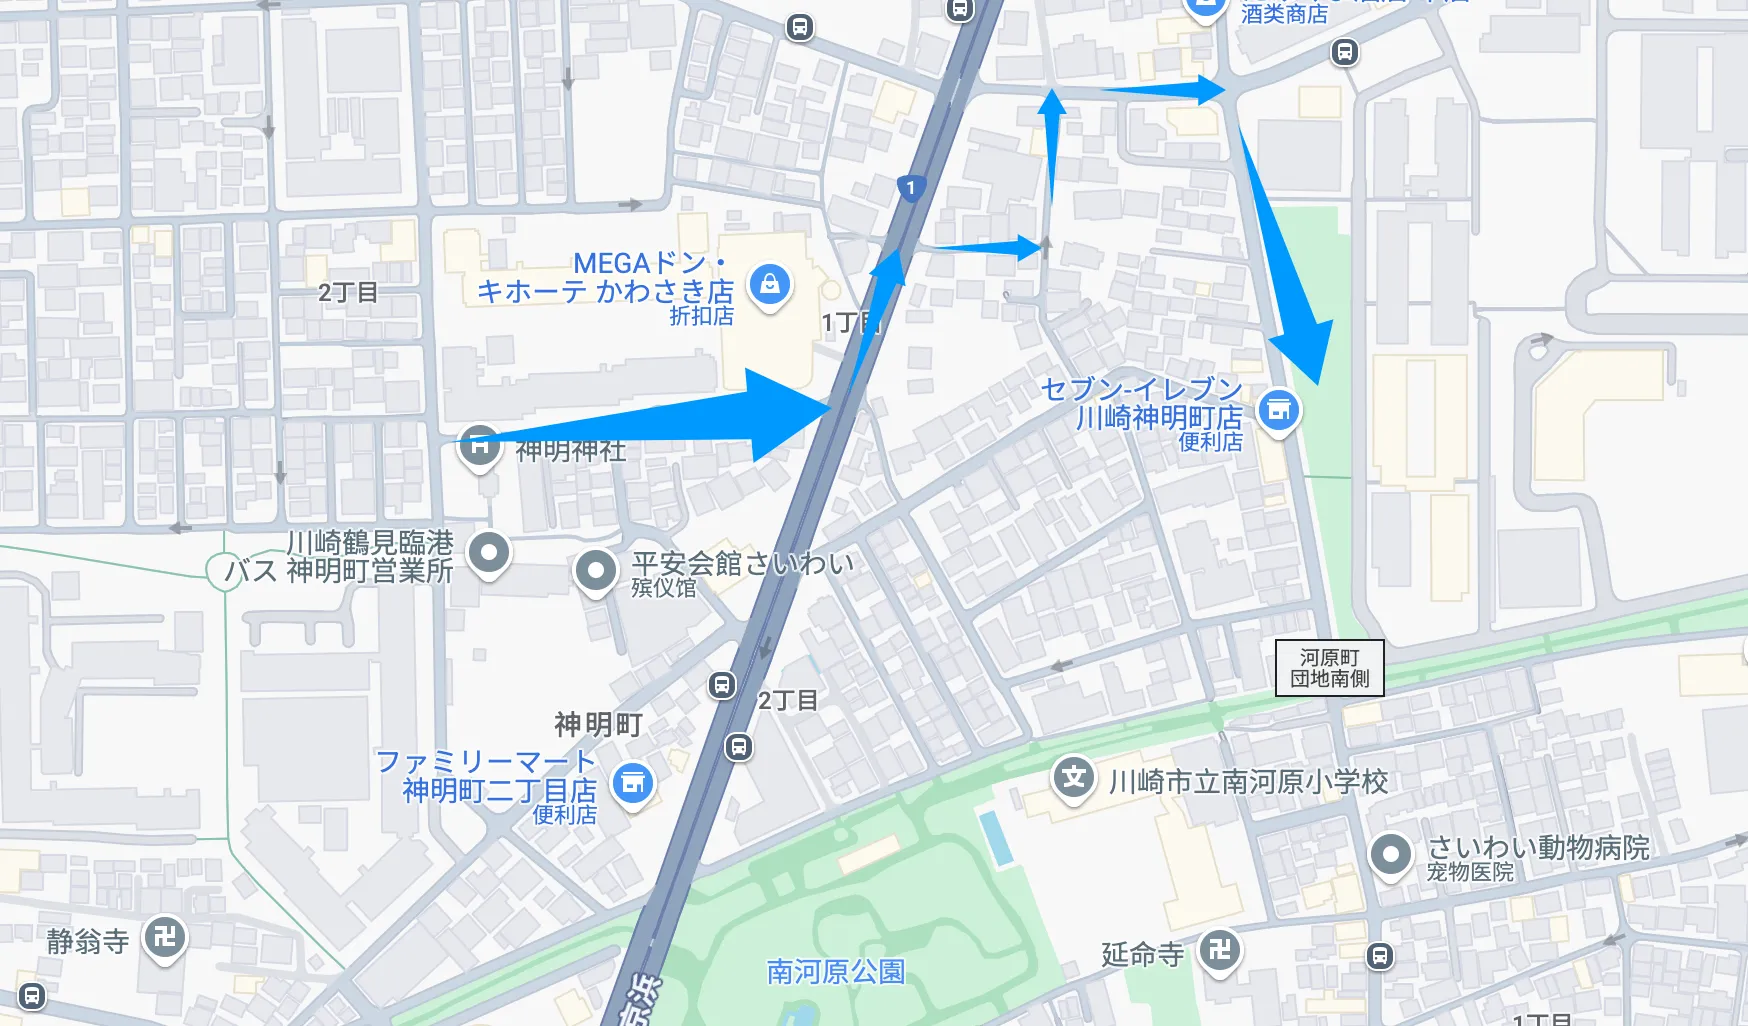 酒类商店
1
MEGAドン・
キホーテ かわさき店
折扣店
2丁目
1丁目
セブン-イレブン
川崎神明町店
便利店
神明神社
川崎鶴見臨港
バス 神明町営業所
平安会館さいわい
殡仪馆
河原町
団地南側
2丁目
神明町
ファミリーマート
神明町二丁目店
便利店
川崎市立南河原小学校
さいわい動物病院
宠物医院
静翁寺
延命寺
南河原公園
京浜
1丁目